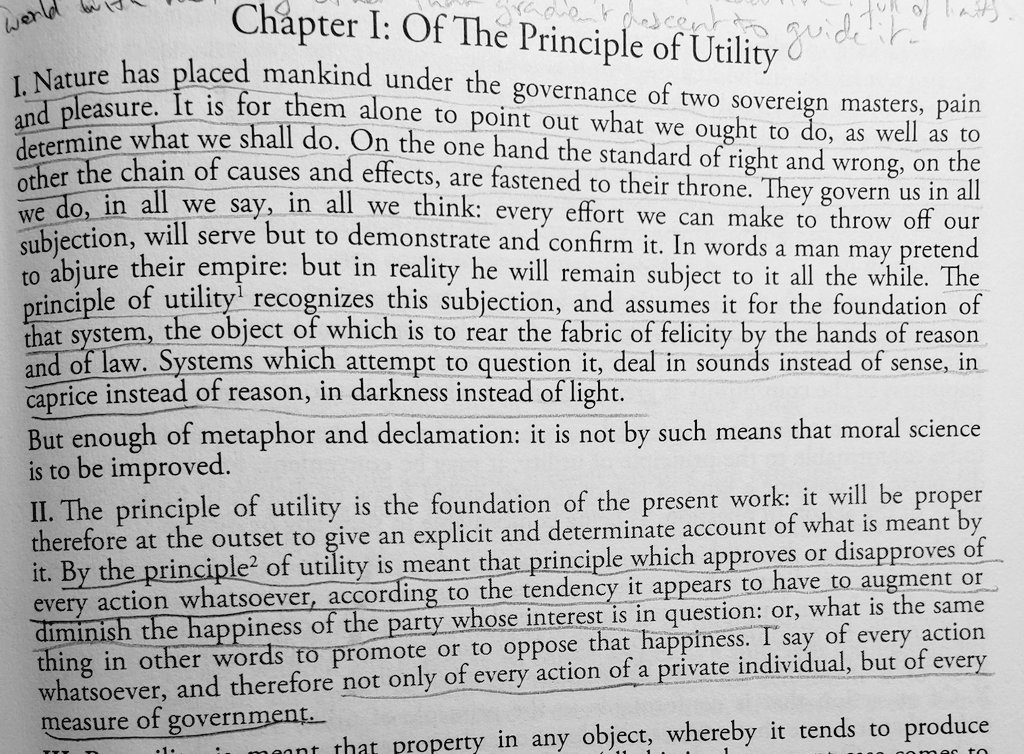 world with
gradient descent to guide it.
Chapter I: Of The Principle of Utility
I. Nature has placed mankind under the governance of two sovereign masters, pain
and pleasure. It is for them alone to point out what we ought to do, as well as to
determine what we shall do. On the one hand the standard of right and wrong, on the
other the chain of causes and effects, are fastened to their throne. They govern us in all
we do, in all we say, in all we think: every effort we can make to throw off our
subjection, will serve but to demonstrate and confirm it. In words a man may pretend
to abjure their empire: but in reality he will remain subject to it all the while. The
principle of utility¹ recognizes this subjection, and assumes it for the foundation of
that system, the object of which is to rear the fabric of felicity by the hands of reason
and of law. Systems which attempt to question it, deal in sounds instead of sense, in
caprice instead of reason, in darkness instead of light.
But enough of metaphor and declamation: it is not by such means that moral science
is to be improved.
II. The principle of utility is the foundation of the present work: it will be proper
therefore at the outset to give an explicit and determinate account of what is meant by
it. By the principle² of utility is meant that principle which approves or disapproves of
every action whatsoever, according to the tendency it appears to have to augment or
diminish the happiness of the party whose interest is in question: or, what is the same
thing in other words to promote or to oppose that happiness. I say of every action
whatsoever, and therefore not only of every action of a private individual, but of every
measure of government.
meant that property in any object, whereby it tends to produce